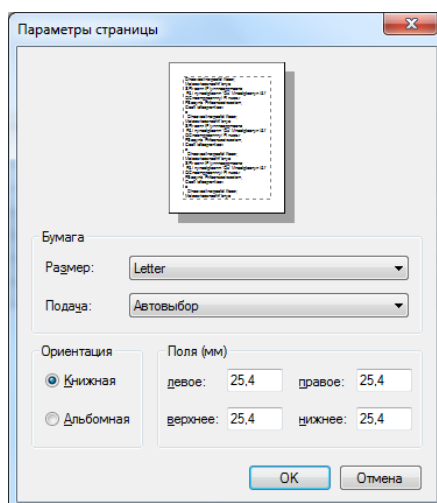 Параметры страницы
Бумага
Размер: Letter
Подача: Автовыбор
Ориентация
Книжная
Альбомная
Поля (мм)
левое: 25,4 правое: 25,4
верхнее: 25,4 нижнее: 25,4
OK Отмена